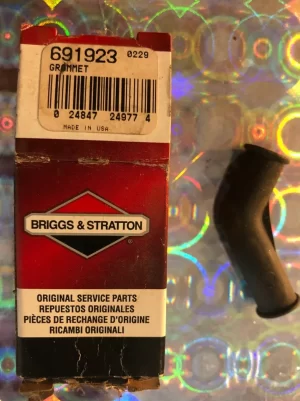 691923 0229
GROMMET
0 24847 24977 4
MADE IN USA
BRIGGS & STRATTON
ORIGINAL SERVICE PARTS
REPUESTOS ORIGINALES
PIÈCES DE RECHANGE D'ORIGINE
RICAMBI ORIGINALI